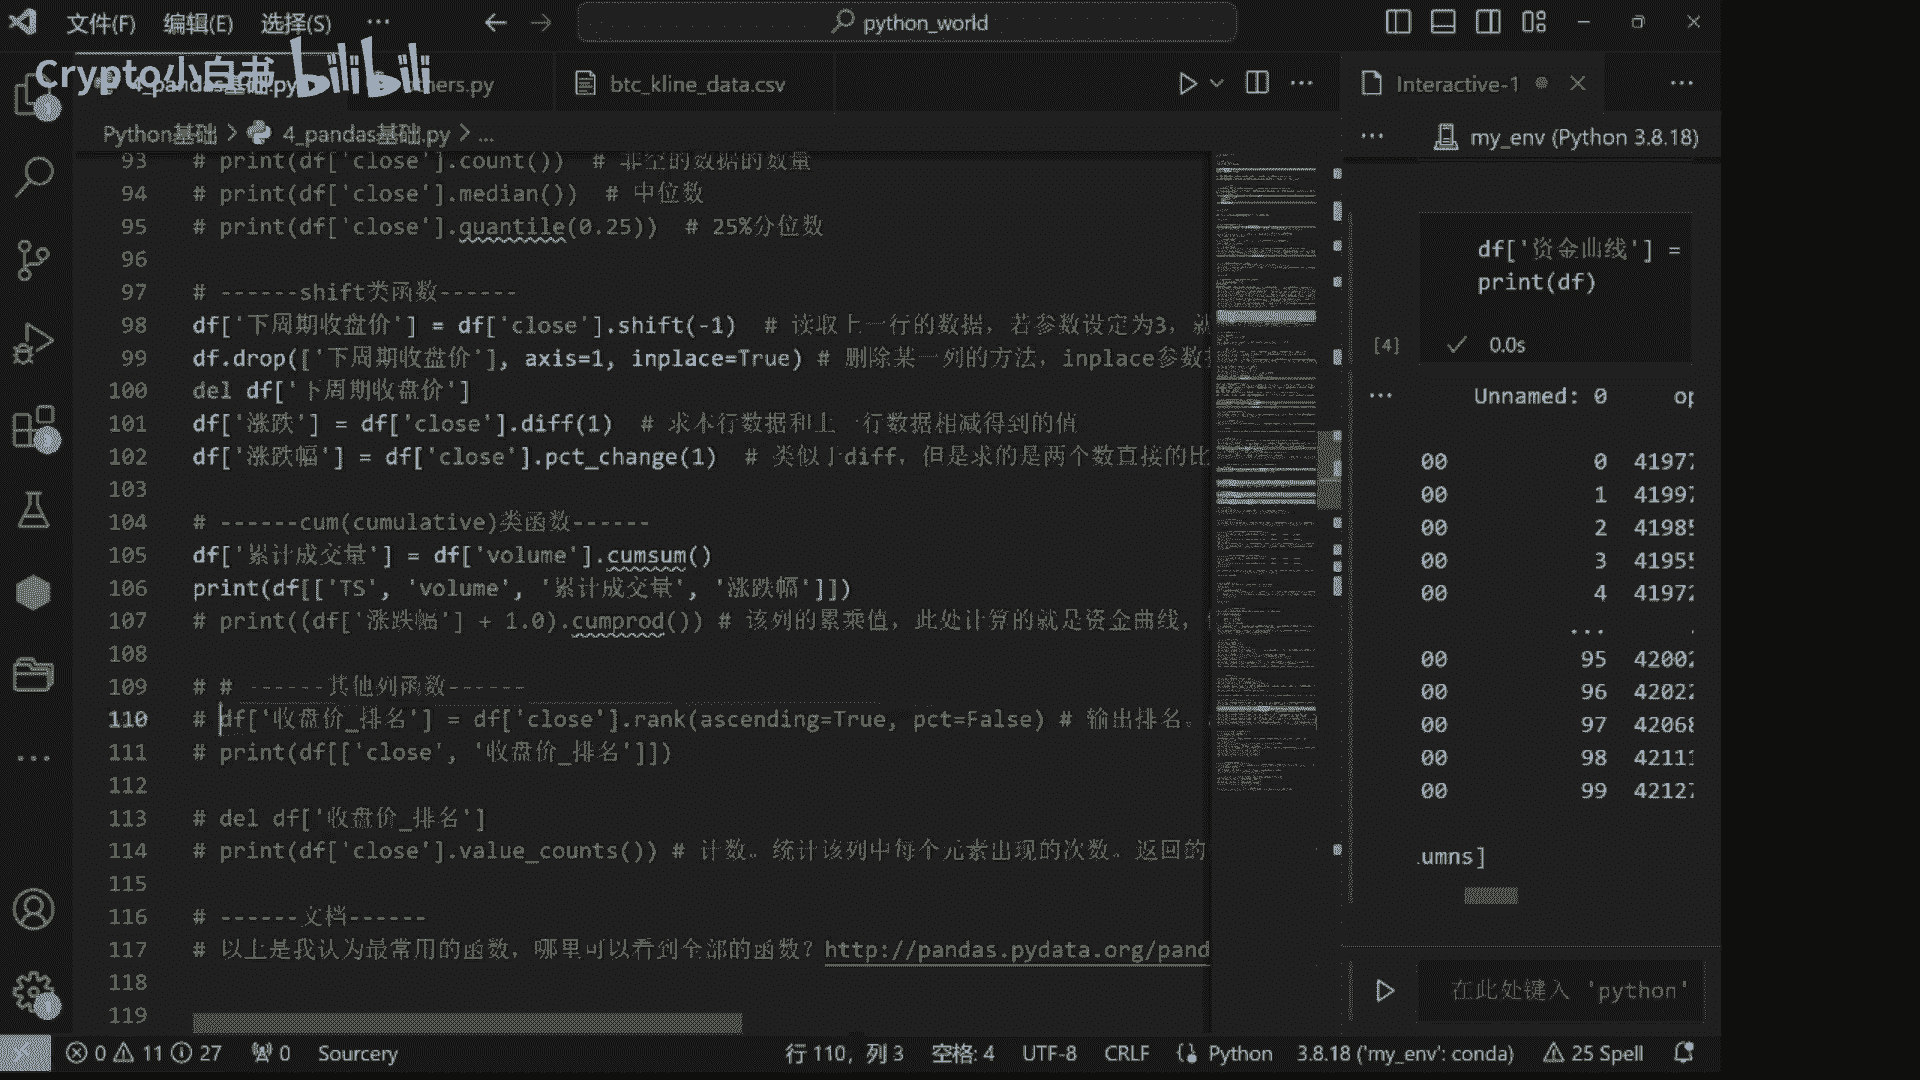 文件(F) 编辑(E) 选择(S) ... python_world
Crypto小白书 bilibili
4_pandas基础.py hers.py btc_kline_data.csv Interactive-1
Python基础 > 4_pandas基础.py > ... my_env (Python 3.8.18)
93 # print(df['close'].count()) # 非空的数据的数量
94 # print(df['close'].median()) # 中位数
95 # print(df['close'].quantile(0.25)) # 25%分位数
96
97 # ------shift类函数------
98 df['下周期收盘价'] = df['close'].shift(-1) # 读取上一行的数据，若参数设定为3，就
99 df.drop(['下周期收盘价'], axis=1, inplace=True) # 删除某一列的方法，inplace参数
100 del df['下周期收盘价']
101 df['涨跌'] = df['close'].diff(1) # 求本行数据和上一行数据相减得到的值
102 df['涨跌幅'] = df['close'].pct_change(1) # 类似于diff，但是求的是两个数直接的比
103
104 # ------cum(cumulative)类函数------
105 df['累计成交量'] = df['volume'].cumsum()
106 print(df[['TS', 'volume', '累计成交量', '涨跌幅']])
107 # print((df['涨跌幅'] + 1.0).cumprod()) # 该列的累乘值，此处计算的就是资金曲线，
108
109 # # ------其他列函数------
110 # df['收盘价_排名'] = df['close'].rank(ascending=True, pct=False) # 输出排名。
111 # print(df[['close', '收盘价_排名']])
112
113 # del df['收盘价_排名']
114 # print(df['close'].value_counts()) # 计数。统计该列中每个元素出现的次数。返回的
115
116 # ------文档------
117 # 以上是我认为最常用的函数，哪里可以看到全部的函数？http://pandas.pydata.org/pand
118
119
df['资金曲线'] =
print(df)
[4] 0.0s
... Unnamed: 0 op
00 0 41977
00 1 41997
00 2 41985
00 3 41955
00 4 41972
...
00 95 42002
00 96 42022
00 97 42068
00 98 42111
00 99 42127
umns]
在此处键入 'python'
0 11 27 0 Sourcery 行 110，列 3 空格: 4 UTF-8 CRLF Python 3.8.18 ('my_env': conda) 25 Spell